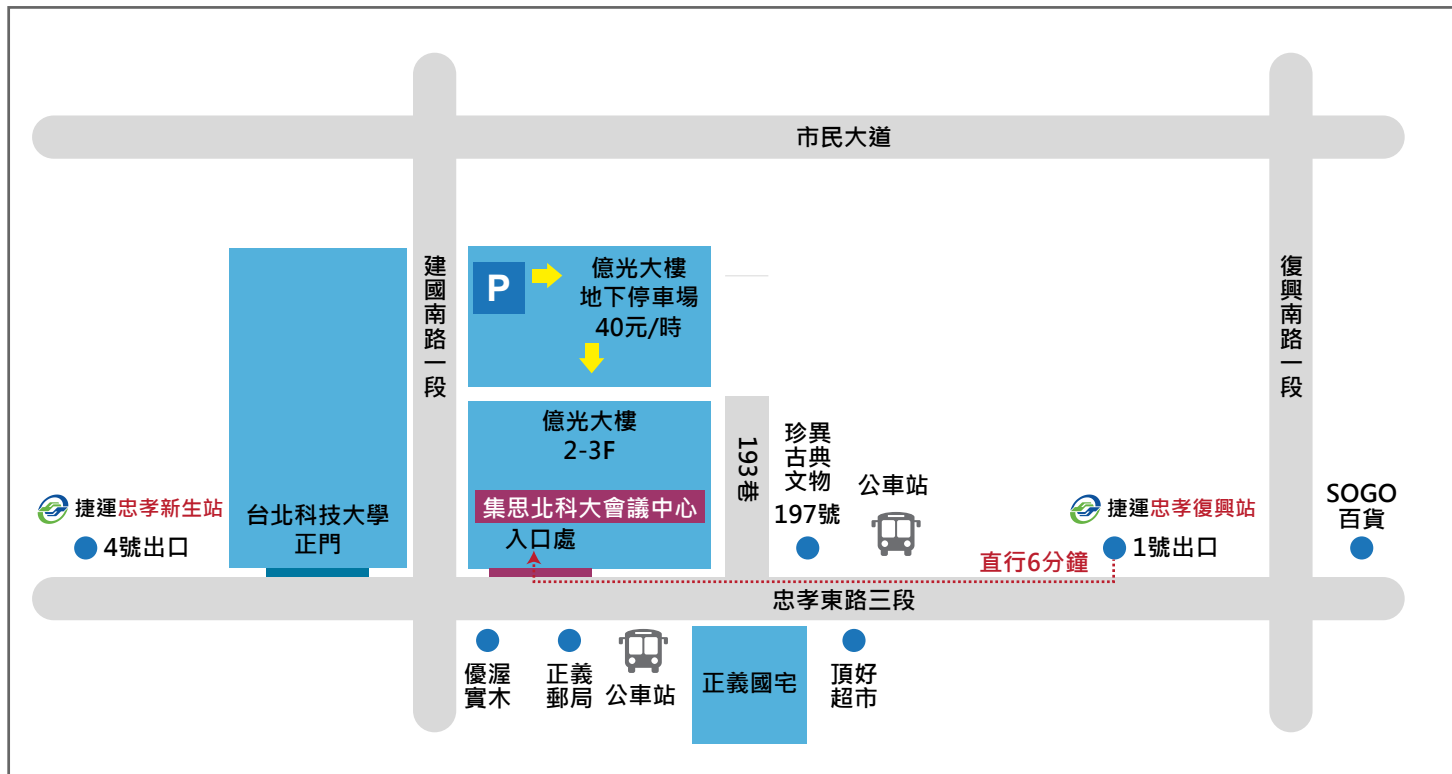 市民大道
建國南路一段
復興南路一段
P
億光大樓
地下停車場
40元/時
億光大樓
2-3F
集思北科大會議中心
入口處
193巷
珍異
古典
文物
197號
公車站
捷運忠孝新生站
4號出口
台北科技大學
正門
捷運忠孝復興站
1號出口
直行6分鐘
SOGO
百貨
忠孝東路三段
優渥
實木
正義
郵局
公車站
正義國宅
頂好
超市